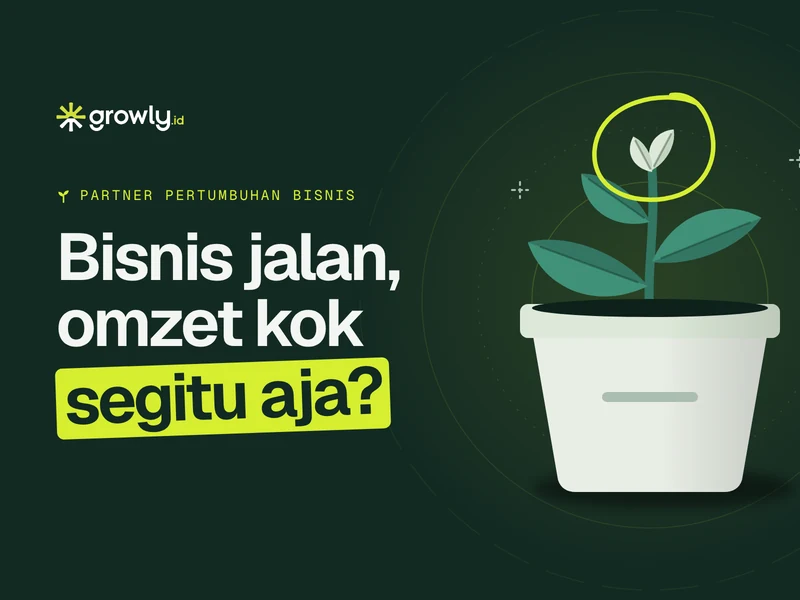 growly.id
PARTNER PERTUMBUHAN BISNIS
Bisnis jalan,
omzet kok
segitu aja?